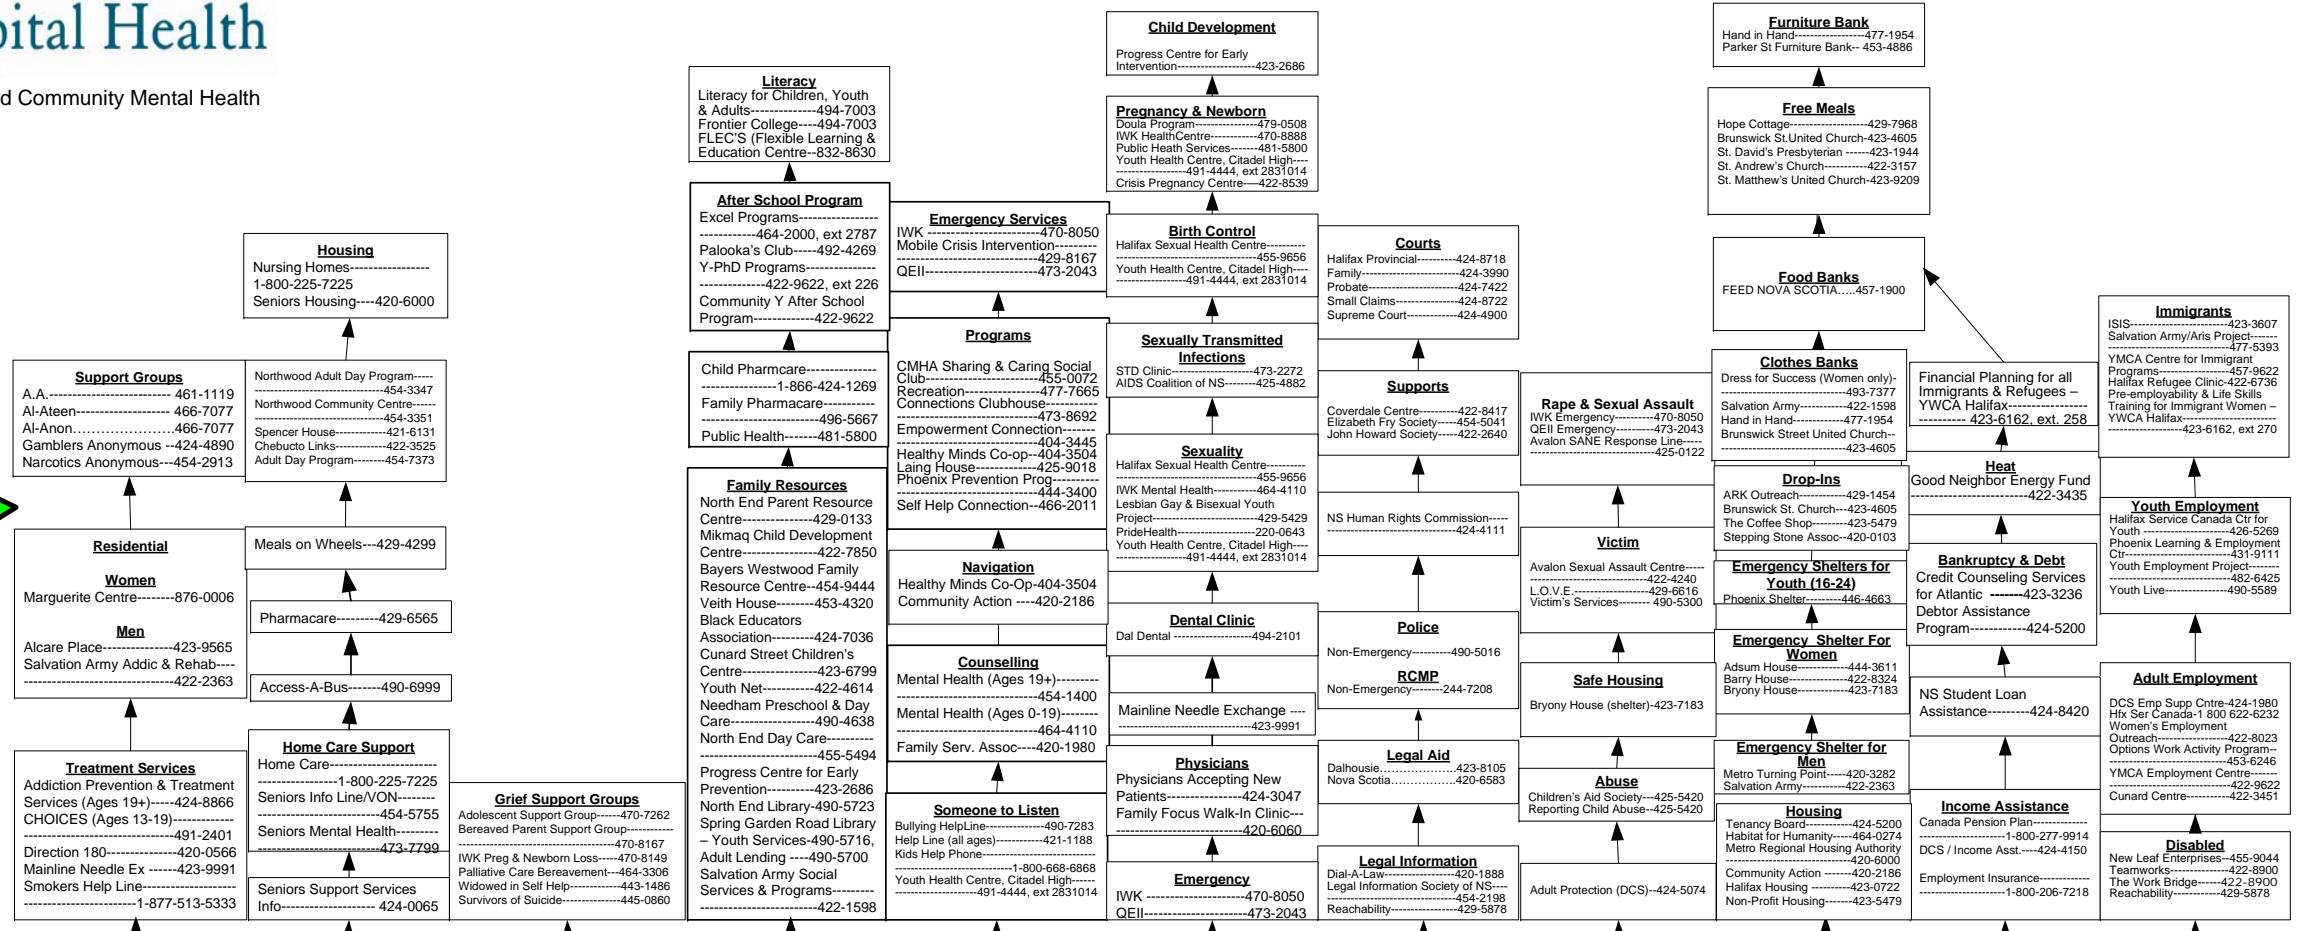 pital Health
d Community Mental Health
Support Groups
A.A.---------------------- 461-1119
Al-Ateen----------------- 466-7077
Al-Anon………………….466-7077
Gamblers Anonymous --424-4890
Narcotics Anonymous---454-2913
Residential
Women
Marguerite Centre--------876-0006
Men
Alcare Place-------------423-9565
Salvation Army Addic & Rehab----
----------------------422-2363
Treatment Services
Addiction Prevention & Treatment
Services (Ages 19+)-----424-8866
CHOICES (Ages 13-19)------------
----------------------491-2401
Direction 180------------420-0566
Mainline Needle Ex ------423-9991
Smokers Help Line----------------
----------------1-877-513-5333
Housing
Nursing Homes------------------
1-800-225-7225
Seniors Housing----420-6000
Northwood Adult Day Program-----
----------------------454-3347
Northwood Community Centre------
----------------------454-3351
Spencer House-----------421-6131
Chebucto Links----------422-3525
Adult Day Program--------454-7373
Meals on Wheels---429-4299
Pharmacare---------429-6565
Access-A-Bus-------490-6999
Home Care Support
Home Care-----------------------
----------------1-800-225-7225
Seniors Info Line/VON---------
----------------------454-5755
Seniors Mental Health----------
----------------------473-7799
Seniors Support Services
Info------------------ 424-0065
Grief Support Groups
Adolescent Support Group------470-7262
Bereaved Parent Support Group------------
----------------------470-8167
IWK Preg & Newborn Loss-----470-8149
Palliative Care Bereavement----464-3306
Widowed in Self Help-----------443-1486
Survivors of Suicide-----------445-0860
Literacy
Literacy for Children, Youth
& Adults--------------494-7003
Frontier College----494-7003
FLEC'S (Flexible Learning &
Education Centre--832-8630
After School Program
Excel Programs------------------
-------------464-2000, ext 2787
Palooka's Club-----492-4269
Y-PhD Programs---------------
-------------422-9622, ext 226
Community Y After School
Program-------------422-9622
Child Pharmcare---------------
----------------1-866-424-1269
Family Pharmacare------------
----------------------496-5667
Public Health------481-5800
Family Resources
North End Parent Resource
Centre---------------429-0133
Mikmaq Child Development
Centre-------------422-7850
Bayers Westwood Family
Resource Centre--454-9444
Veith House--------453-4320
Black Educators
Association---------424-7036
Cunard Street Children's
Centre-------------423-6799
Youth Net----------422-4614
Needham Preschool & Day
Care-----------------490-4638
North End Day Care-----------
----------------------455-5494
Progress Centre for Early
Prevention---------423-2686
North End Library-490-5723
Spring Garden Road Library
– Youth Services-490-5716,
Adult Lending ----490-5700
Salvation Army Social
Services & Programs---------
----------------------422-1598
Emergency Services
IWK ------------------------470-8050
Mobile Crisis Intervention---------
----------------------429-8167
QEII------------------------473-2043
Programs
CMHA Sharing & Caring Social
Club-----------------------455-0072
Recreation----------------477-7665
Connections Clubhouse-----------
----------------------473-8692
Empowerment Connection-------
----------------------404-3445
Healthy Minds Co-op--404-3504
Laing House-------------425-9018
Phoenix Prevention Prog----------
----------------------444-3400
Self Help Connection--466-2011
Navigation
Healthy Minds Co-Op-404-3504
Community Action ----420-2186
Counselling
Mental Health (Ages 19+)--------
----------------------454-1400
Mental Health (Ages 0-19)--------
----------------------464-4110
Family Serv. Assoc----420-1980
Someone to Listen
Bullying HelpLine---------------490-7283
Help Line (all ages)------------421-1188
Kids Help Phone--------------------------
----------------------1-800-668-6868
Youth Health Centre, Citadel High------
----------------491-4444, ext 2831014
Child Development
Progress Centre for Early
Intervention--------------------423-2686
Pregnancy & Newborn
Doula Program----------------479-0508
IWK HealthCentre-----------470-8888
Public Heath Services-------481-5800
Youth Health Centre, Citadel High----
----------------491-4444, ext 2831014
Crisis Pregnancy Centre-—422-8539
Birth Control
Halifax Sexual Health Centre----------
----------------------455-9656
Youth Health Centre, Citadel High----
----------------491-4444, ext 2831014
Sexually Transmitted
Infections
STD Clinic--------------------473-2272
AIDS Coalition of NS--------425-4882
Sexuality
Halifax Sexual Health Centre----------
----------------------455-9656
IWK Mental Health-----------464-4110
Lesbian Gay & Bisexual Youth
Project-----------------------429-5429
PrideHealth------------------220-0643
Youth Health Centre, Citadel High----
----------------491-4444, ext 2831014
Dental Clinic
Dal Dental --------------------494-2101
Mainline Needle Exchange ----
----------------------423-9991
Physicians
Physicians Accepting New
Patients---------------424-3047
Family Focus Walk-In Clinic---
----------------------420-6060
Emergency
IWK -------------------470-8050
QEII--------------------473-2043
Courts
Halifax Provincial-----------424-8718
Family-------------------------424-3990
Probate-----------------------424-7422
Small Claims----------------424-8722
Supreme Court-------------424-4900
Supports
Coverdale Centre-------422-8417
Elizabeth Fry Society----454-5041
John Howard Society-----422-2640
NS Human Rights Commission-----
----------------------424-4111
Police
Non-Emergency----------490-5016
RCMP
Non-Emergency--------244-7208
Legal Aid
Dalhousie………………….423-8105
Nova Scotia………………420-6583
Legal Information
Dial-A-Law------------------420-1888
Legal Information Society of NS----
----------------------454-2198
Reachability-----------------429-5878
Rape & Sexual Assault
IWK Emergency----------470-8050
QEII Emergency---------473-2043
Avalon SANE Response Line-----
----------------------425-0122
Victim
Avalon Sexual Assault Centre-----
----------------------422-4240
L.O.V.E.-------------------429-6616
Victim's Services-------- 490-5300
Safe Housing
Bryony House (shelter)-423-7183
Abuse
Children's Aid Society---425-5420
Reporting Child Abuse--425-5420
Adult Protection (DCS)--424-5074
Furniture Bank
Hand in Hand------------------477-1954
Parker St Furniture Bank-- 453-4886
Free Meals
Hope Cottage--------------------429-7968
Brunswick St.United Church-423-4605
St. David's Presbyterian ------423-1944
St. Andrew's Church-----------422-3157
St. Matthew's United Church-423-9209
Food Banks
FEED NOVA SCOTIA…..457-1900
Clothes Banks
Dress for Success (Women only)-
----------------------493-7377
Salvation Army-----------422-1598
Hand in Hand------------477-1954
Brunswick Street United Church--
----------------------423-4605
Drop-Ins
ARK Outreach-----------429-1454
Brunswick St. Church---423-4605
The Coffee Shop--------423-5479
Stepping Stone Assoc--420-0103
Emergency Shelters for
Youth (16-24)
Phoenix Shelter---------446-4663
Emergency Shelter For
Women
Adsum House------------444-3611
Barry House--------------422-8324
Bryony House------------423-7183
Emergency Shelter for
Men
Metro Turning Point-----420-3282
Salvation Army----------422-2363
Housing
Tenancy Board-----------424-5200
Habitat for Humanity----464-0274
Metro Regional Housing Authority
----------------------420-6000
Community Action ------420-2186
Halifax Housing ---------423-0722
Non-Profit Housing------423-5479
Financial Planning for all
Immigrants & Refugees –
YWCA Halifax-----------------
---------- 423-6162, ext. 258
Heat
Good Neighbor Energy Fund
----------------------422-3435
Bankruptcy & Debt
Credit Counseling Services
for Atlantic -------423-3236
Debtor Assistance
Program------------424-5200
NS Student Loan
Assistance---------424-8420
Income Assistance
Canada Pension Plan-----------
----------------------1-800-277-9914
DCS / Income Asst.----424-4150
Employment Insurance-----------
----------------------1-800-206-7218
Immigrants
ISIS-------------------------423-3607
Salvation Army/Aris Project-------
----------------------477-5393
YMCA Centre for Immigrant
Programs-----------------457-9622
Halifax Refugee Clinic-422-6736
Pre-employability & Life Skills
Training for Immigrant Women –
YWCA Halifax--------------------
----------------423-6162, ext 270
Youth Employment
Halifax Service Canada Ctr for
Youth ----------------------426-5269
Phoenix Learning & Employment
Ctr--------------------------431-9111
Youth Employment Project--------
----------------------482-6425
Youth Live----------------490-5589
Adult Employment
DCS Emp Supp Cntre-424-1980
Hfx Ser Canada-1 800 622-6232
Women's Employment
Outreach------------------422-8023
Options Work Activity Program--
----------------------453-6246
YMCA Employment Centre-------
----------------------422-9622
Cunard Centre-----------422-3451
Disabled
New Leaf Enterprises--455-9044
Teamworks--------------422-8900
The Work Bridge-------422-8900
Reachability-------------429-5878